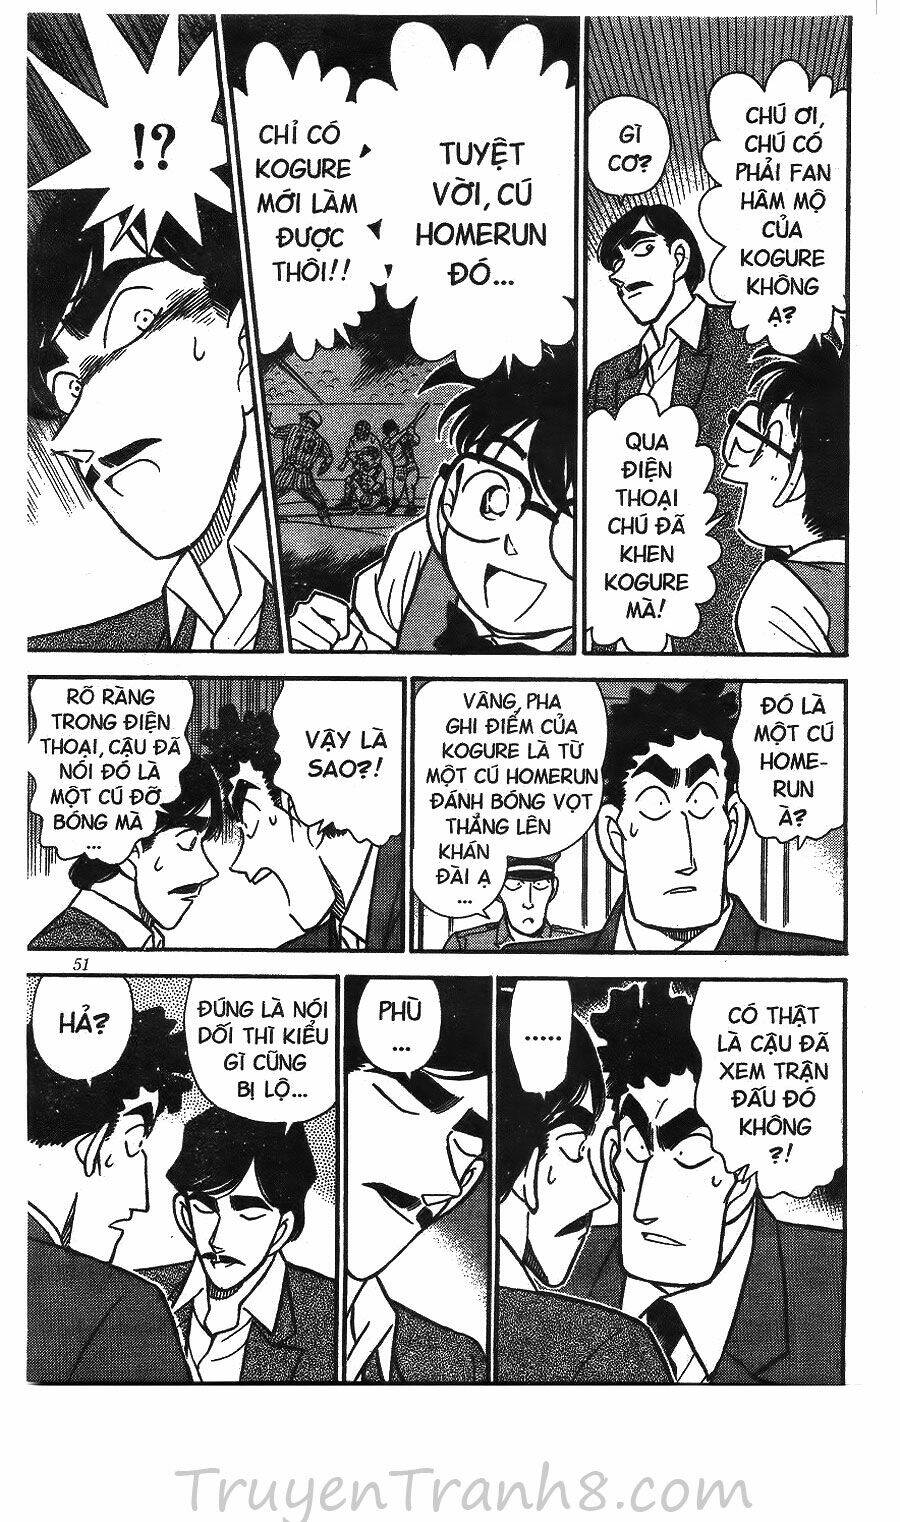 CHÚ ƠI,
CHÚ CÓ
PHẢI FAN
HÂM MỘ
CỦA
KOGURE
KHÔNG
Ạ?
GÌ
CƠ?
QUA
ĐIỆN
THOẠI
CHÚ ĐÃ
KHEN
KOGURE
MÀ!
TUYỆT
VỜI, CÚ
HOMERUN
ĐÓ...
CHỈ CÓ
KOGURE
MỚI LÀM
ĐƯỢC
THÔI!!
!?
ĐÓ LÀ
MỘT CÚ
HOME-
RUN
À?
VÂNG, PHA
GHI ĐIỂM CỦA
KOGURE LÀ TỪ
MỘT CÚ HOMERUN
ĐÁNH BÓNG VỌT
THẲNG LÊN
KHÁN
ĐÀI Ạ
...
VẬY LÀ
SAO?!
RÕ RÀNG
TRONG ĐIỆN
THOẠI, CẬU ĐÃ
NÓI ĐÓ LÀ
MỘT CÚ ĐỠ
BÓNG MÀ
...
51
CÓ THẬT
LÀ CẬU ĐÃ
XEM TRẬN
ĐẤU ĐÓ
KHÔNG
?!
.....
PHÙ
...
ĐÚNG LÀ NÓI
DỐI THÌ KIỂU
GÌ CŨNG
BỊ LỘ...
HẢ?
TruyenTranh8.com